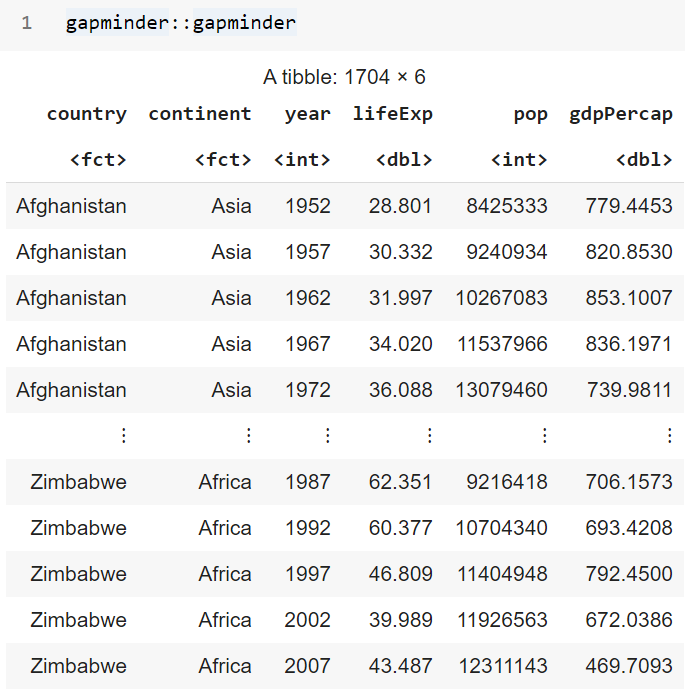 1 gapminder::gapminder
A tibble: 1704 × 6
country continent year lifeExp pop gdpPercap
<fct> <fct> <int> <dbl> <int> <dbl>
Afghanistan Asia 1952 28.801 8425333 779.4453
Afghanistan Asia 1957 30.332 9240934 820.8530
Afghanistan Asia 1962 31.997 10267083 853.1007
Afghanistan Asia 1967 34.020 11537966 836.1971
Afghanistan Asia 1972 36.088 13079460 739.9811
⋮ ⋮ ⋮ ⋮ ⋮ ⋮
Zimbabwe Africa 1987 62.351 9216418 706.1573
Zimbabwe Africa 1992 60.377 10704340 693.4208
Zimbabwe Africa 1997 46.809 11404948 792.4500
Zimbabwe Africa 2002 39.989 11926563 672.0386
Zimbabwe Africa 2007 43.487 12311143 469.7093